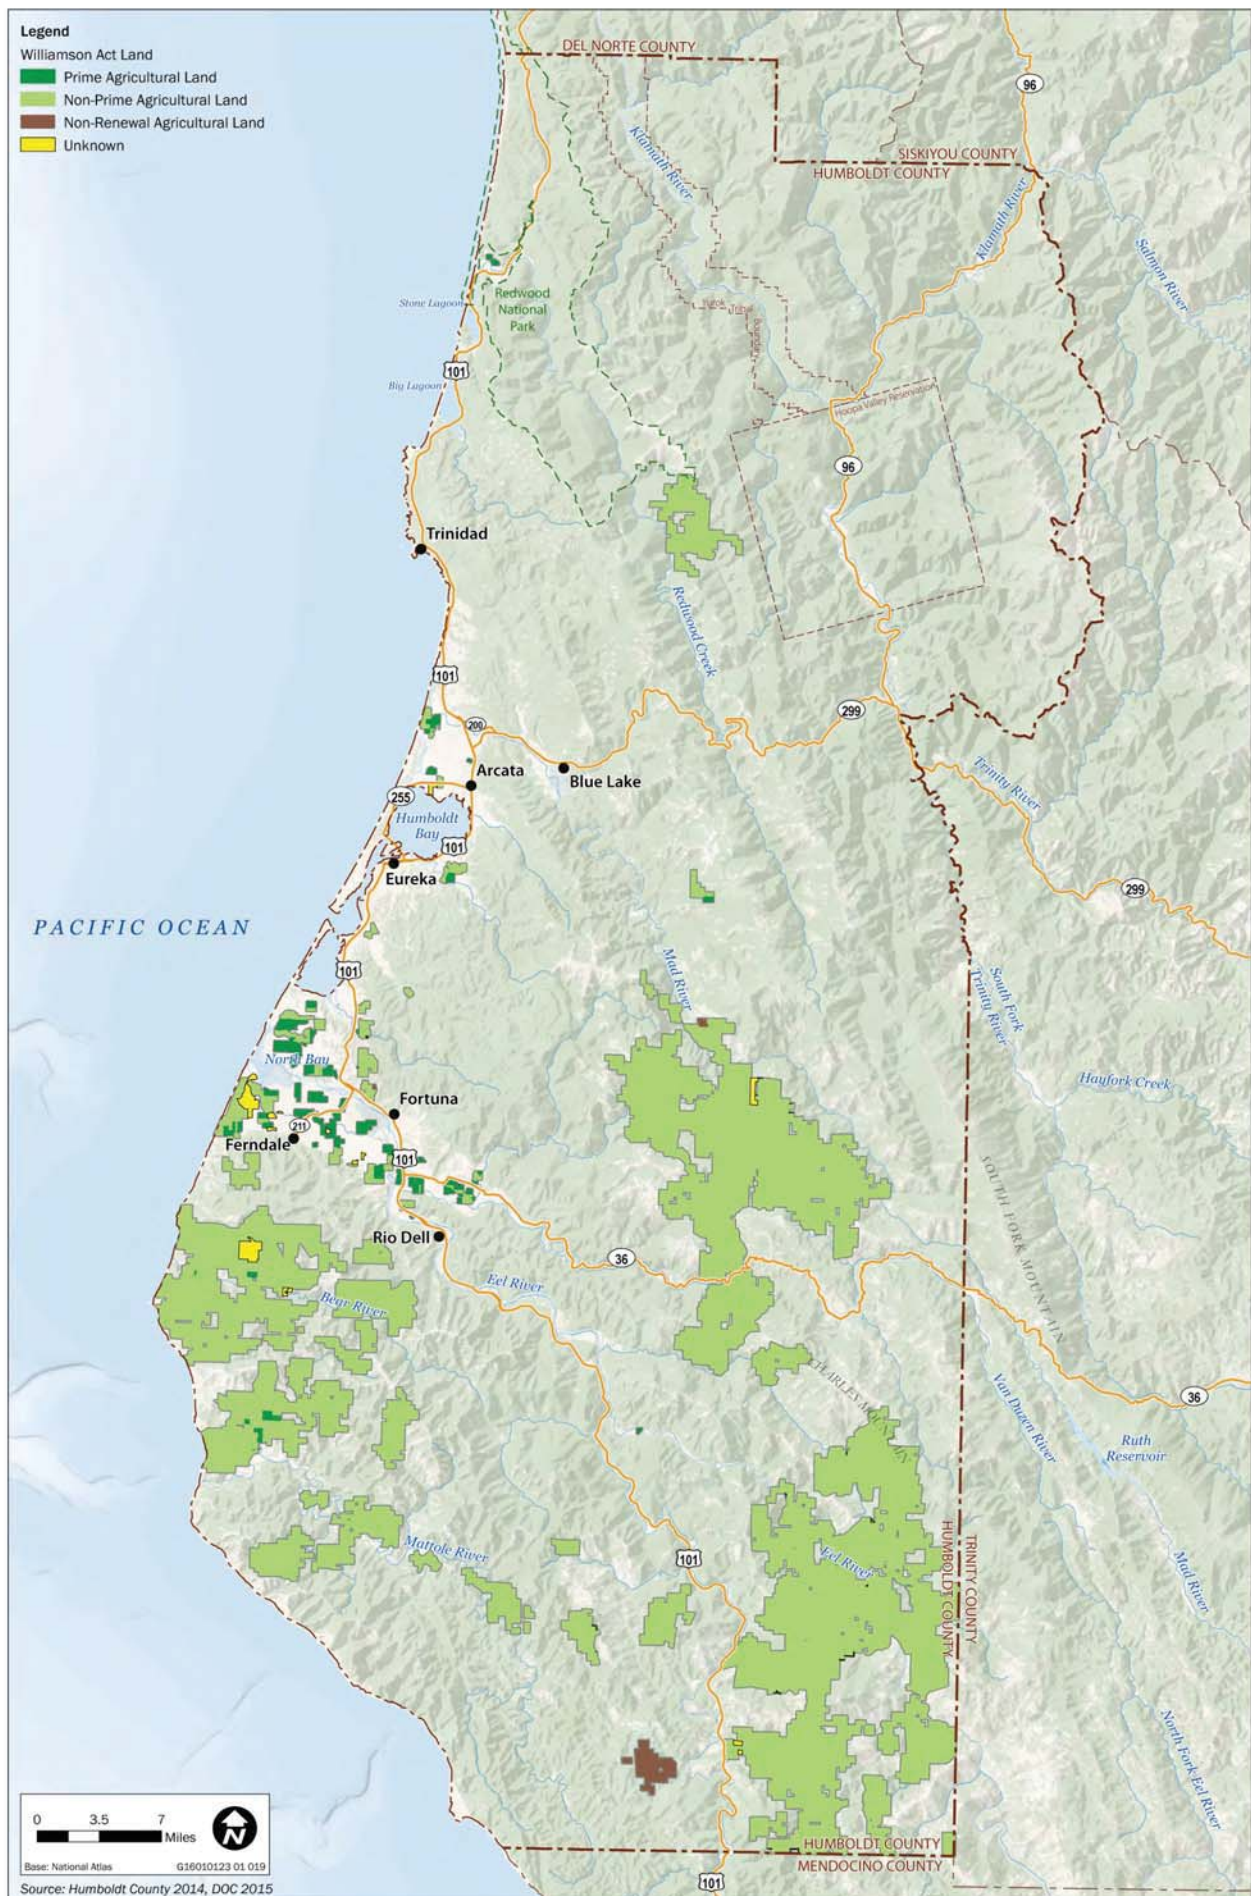 Legend
Williamson Act Land
Prime Agricultural Land
Non-Prime Agricultural Land
Non-Renewal Agricultural Land
Unknown
DEL NORTE COUNTY
96
Klamath River
SISKIYOU COUNTY
HUMBOLDT COUNTY
Klamath River
Salmon River
Redwood
National
Park
Stone Lagoon
Yurok Tribal Boundary
101
Big Lagoon
Hoopa Valley Reservation
96
Trinidad
Redwood Creek
101
299
200
Arcata
Blue Lake
Trinity River
255
Humboldt
Bay
101
Eureka
299
PACIFIC OCEAN
101
Mad River
South Fork
Trinity River
North Bay
Hayfork Creek
Fortuna
211
Ferndale
101
SOUTH FORK MOUNTAIN
Rio Dell
36
Eel River
Bear River
CHARLES MOUNTAIN
36
Van Duzen River
Ruth
Reservoir
Mattole River
101
Eel River
HUMBOLDT COUNTY
TRINITY COUNTY
Mad River
North Fork Eel River
0 3.5 7
Miles
N
Base: National Atlas
G16010123 01 019
HUMBOLDT COUNTY
MENDOCINO COUNTY
101
Source: Humboldt County 2014, DOC 2015